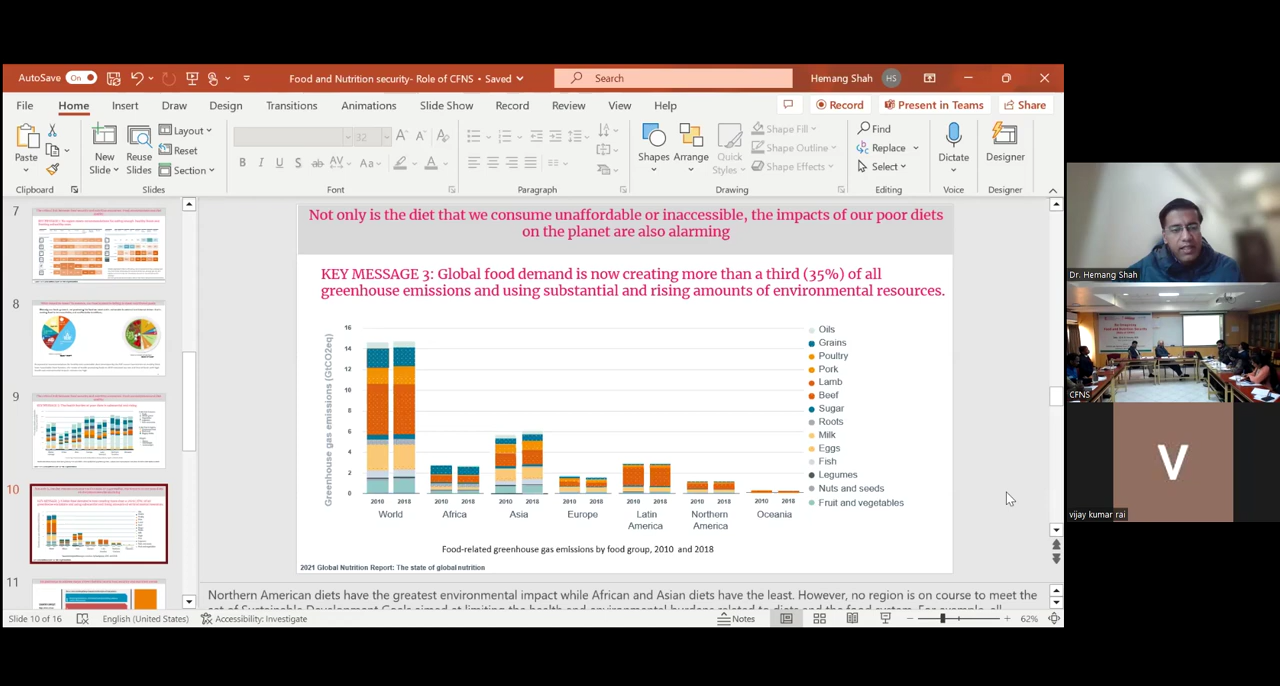 AutoSave On
Food and Nutrition security- Role of CFNS • Saved
Search
Hemang Shah HS
File Home Insert Draw Design Transitions Animations Slide Show Record Review View Help
Record Present in Teams Share
Paste
New Slide
Reuse Slides
Layout
Reset
Section
32
Shapes Arrange Quick Styles
Shape Fill
Shape Outline
Shape Effects
Find
Replace
Select
Dictate
Designer
Clipboard Slides Font Paragraph Drawing Editing Voice Designer
7
8
9
10
11
Not only is the diet that we consume unaffordable or inaccessible, the impacts of our poor diets
on the planet are also alarming
KEY MESSAGE 3: Global food demand is now creating more than a third (35%) of all
greenhouse emissions and using substantial and rising amounts of environmental resources.
Greenhouse gas emissions (GtCO2eq)
16
14
12
10
8
6
4
2
0
2010 2018 2010 2018 2010 2018 2010 2018 2010 2018 2010 2018 2010 2018
World Africa Asia Europe Latin America Northern America Oceania
Oils
Grains
Poultry
Pork
Lamb
Beef
Sugar
Roots
Milk
Eggs
Fish
Legumes
Nuts and seeds
Fruit and vegetables
Food-related greenhouse gas emissions by food group, 2010 and 2018
2021 Global Nutrition Report: The state of global nutrition
Northern American diets have the greatest environmental impact while African and Asian diets have the least. However, no region is on course to meet the
Slide 10 of 16
English (United States)
Accessibility: Investigate
Notes
62%
Dr. Hemang Shah
CFNS
V
vijay kumar rai